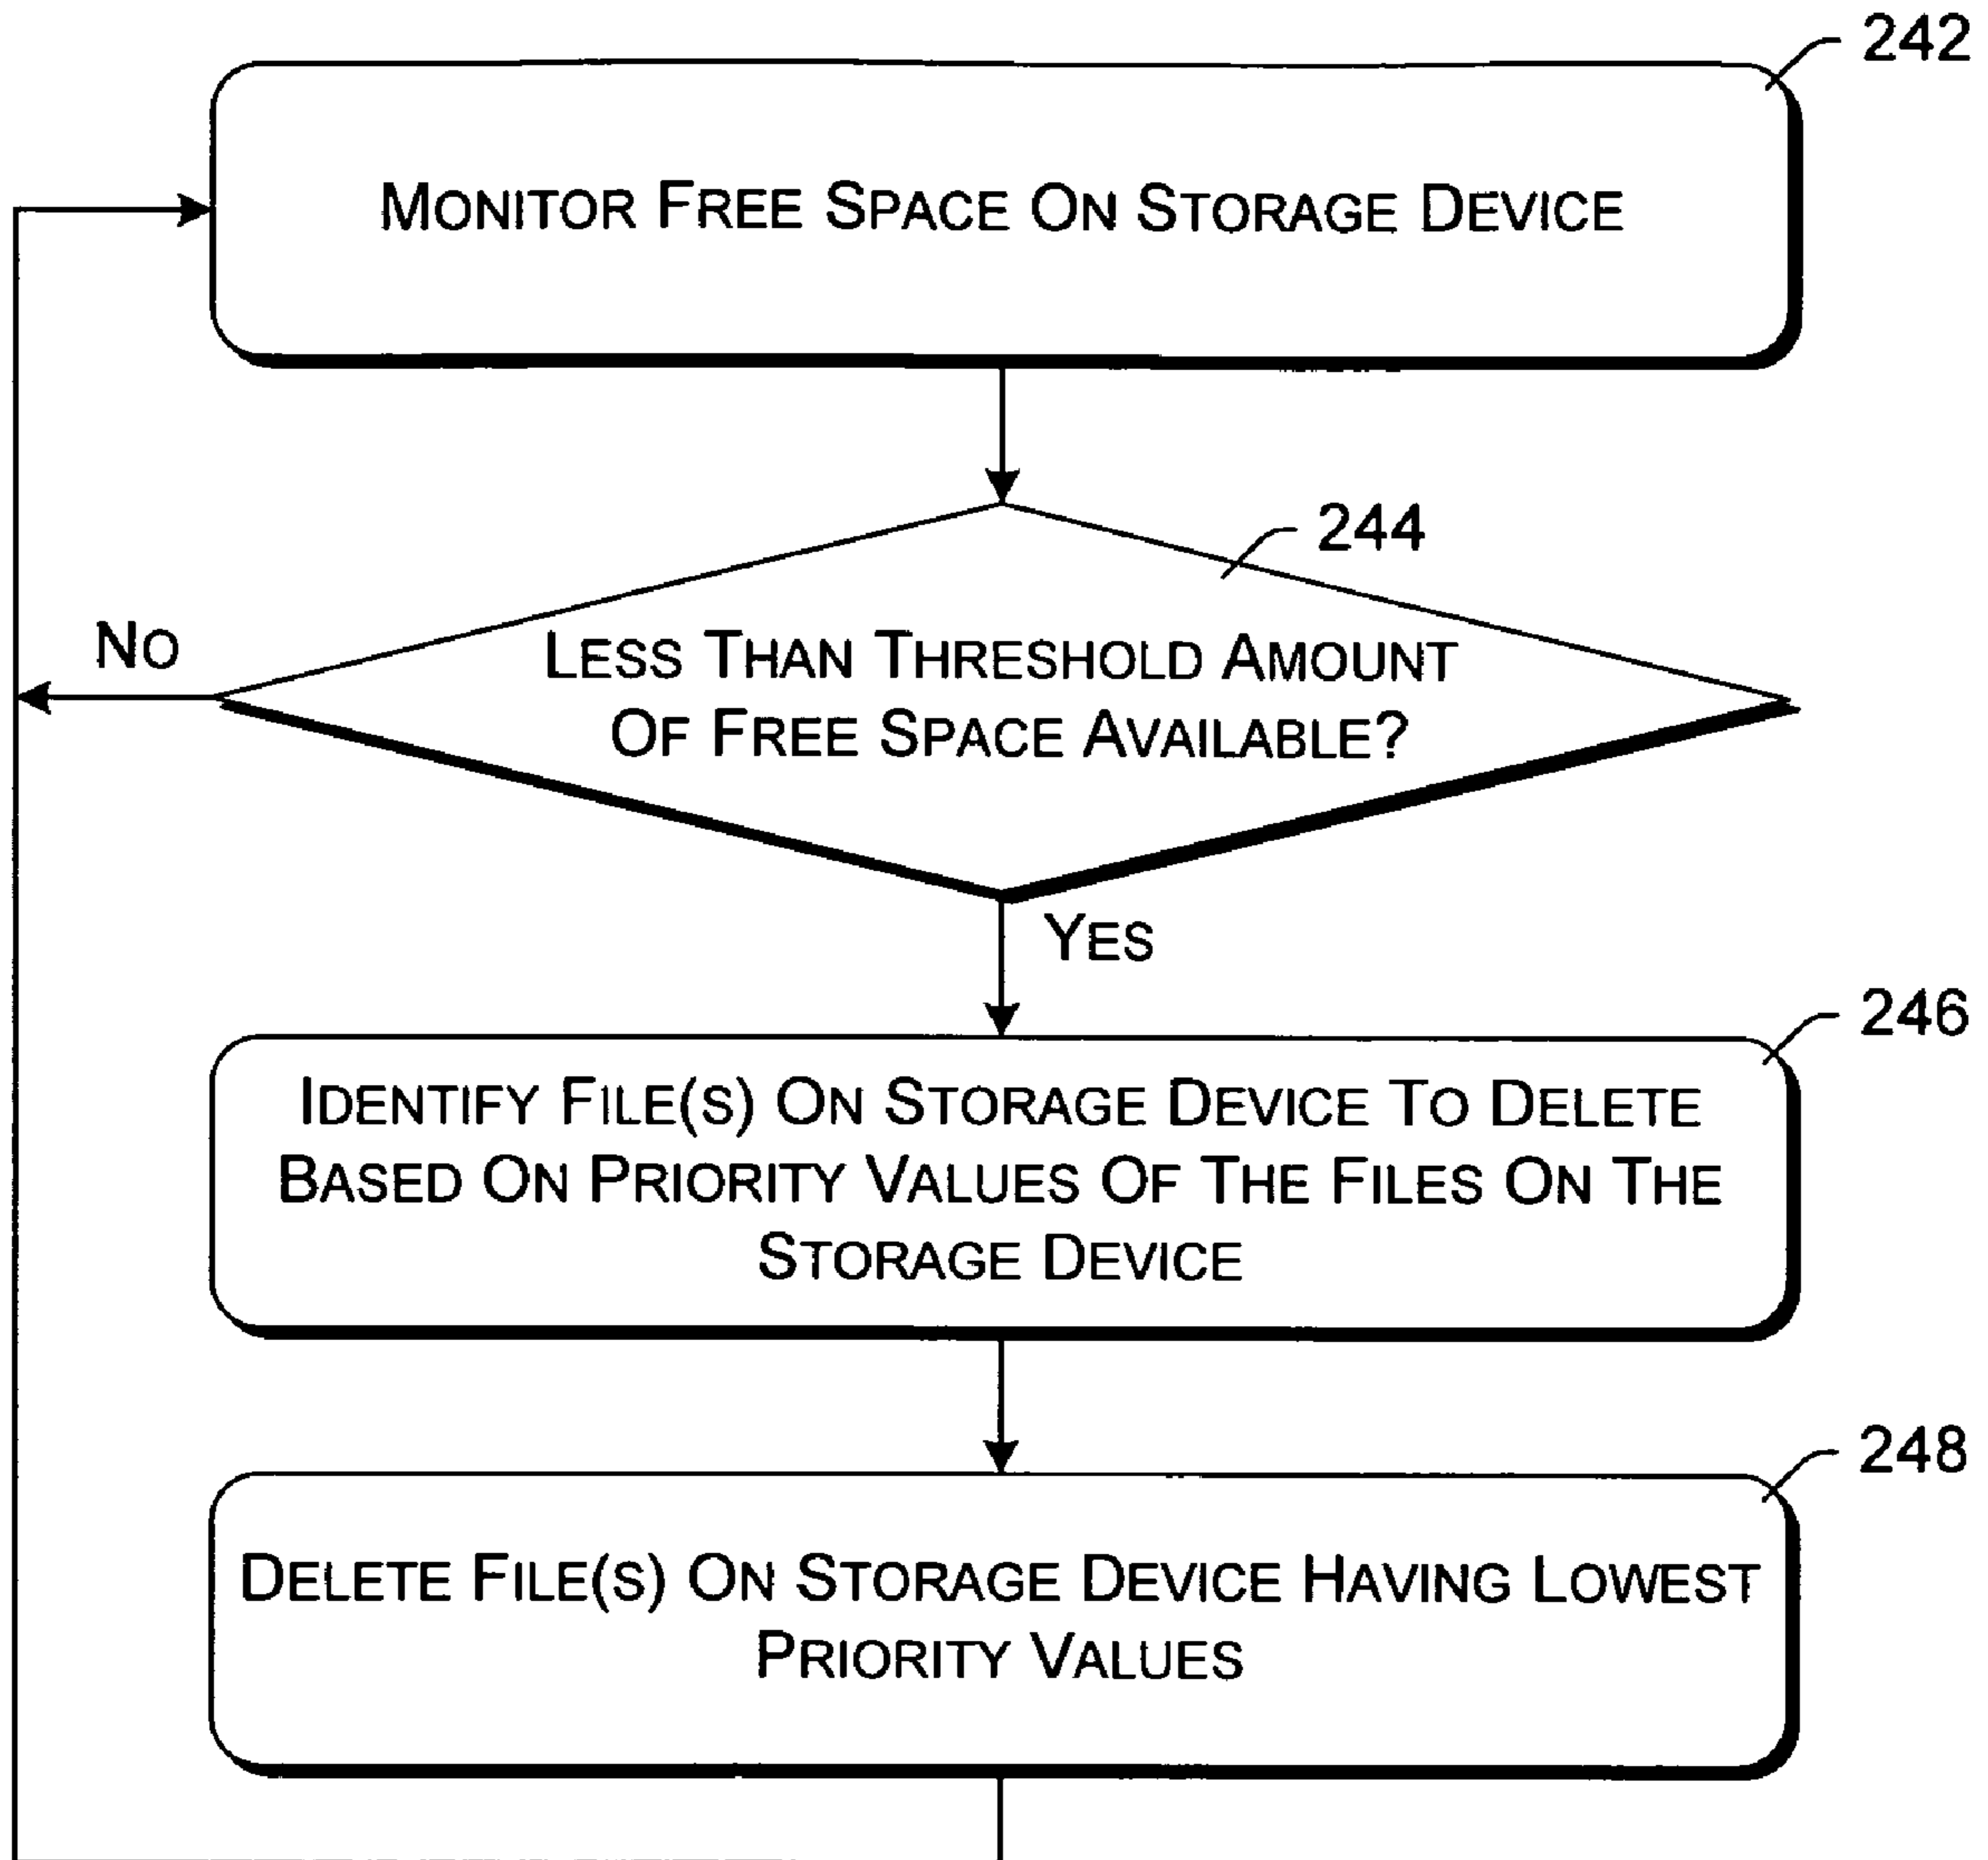 242
MONITOR FREE SPACE ON STORAGE DEVICE
244
NO
LESS THAN THRESHOLD AMOUNT
OF FREE SPACE AVAILABLE?
YES
246
IDENTIFY FILE(S) ON STORAGE DEVICE TO DELETE
BASED ON PRIORITY VALUES OF THE FILES ON THE
STORAGE DEVICE
248
DELETE FILE(S) ON STORAGE DEVICE HAVING LOWEST
PRIORITY VALUES